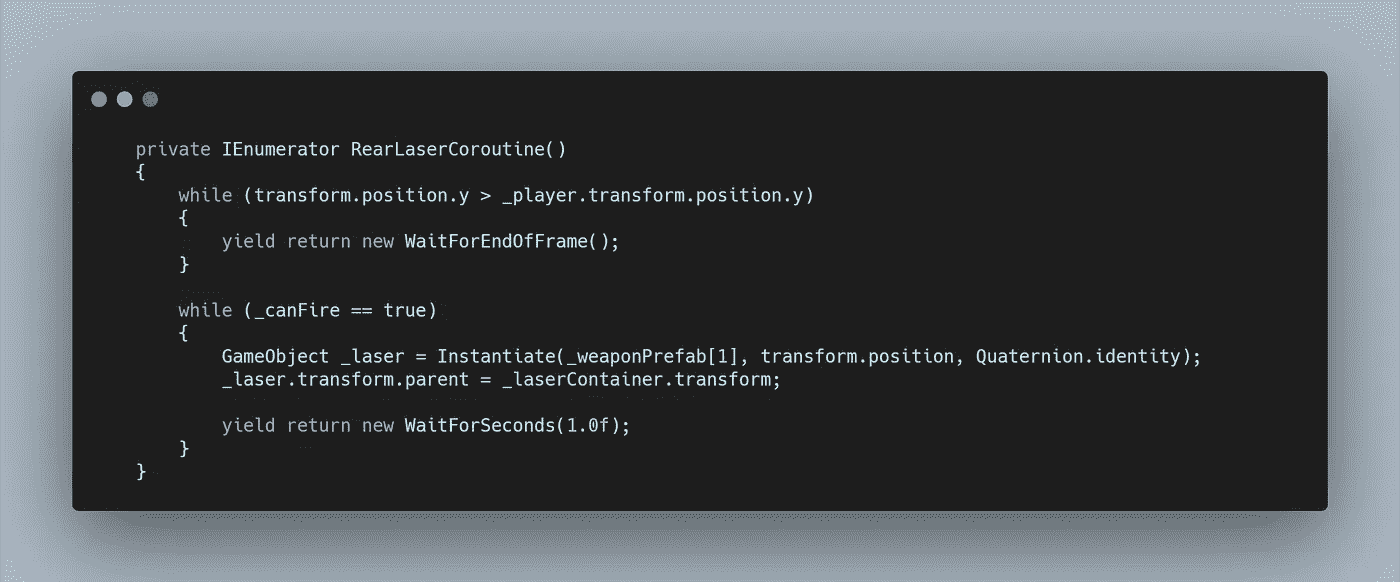 private IEnumerator RearLaserCoroutine()
{
    while (transform.position.y > _player.transform.position.y)
    {
        yield return new WaitForEndOfFrame();
    }

    while (_canFire == true)
    {
        GameObject _laser = Instantiate(_weaponPrefab[1], transform.position, Quaternion.identity);
        _laser.transform.parent = _laserContainer.transform;

        yield return new WaitForSeconds(1.0f);
    }
}